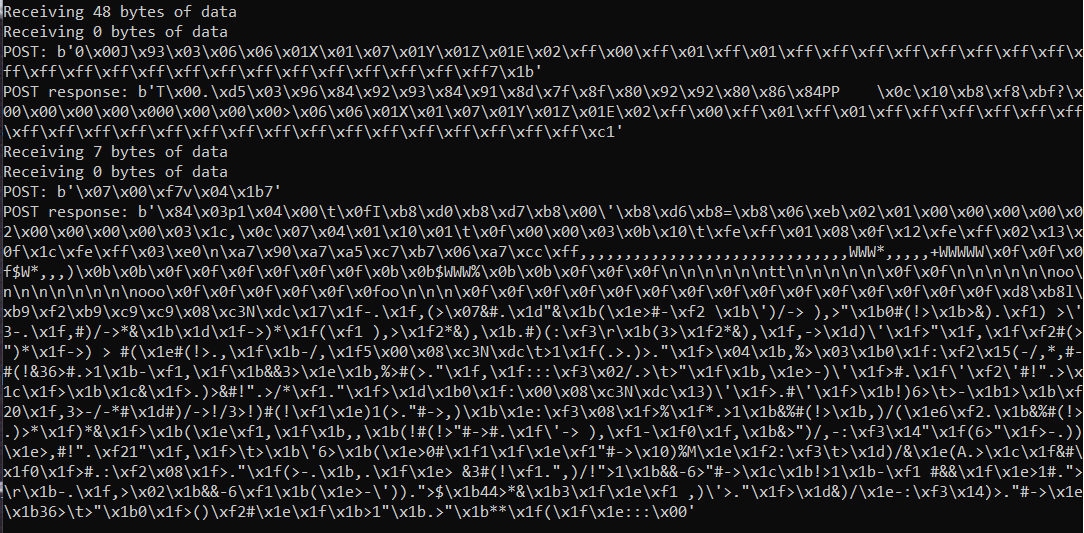 Receiving 48 bytes of data
Receiving 0 bytes of data
POST: b'0\x00J\x93\x03\x06\x06\x01X\x01\x07\x01Y\x01Z\x01E\x02\xff\x00\xff\x01\xff\x01\xff\xff\xff\xff\xff\xff\xff\xff\x
ff\xff\xff\xff\xff\xff\xff\xff\xff\xff\xff\xff\xff7\x1b'
POST response: b'T\x00.\xd5\x03\x96\x84\x92\x93\x84\x91\x8d\x7f\x8f\x80\x92\x92\x80\x86\x84PP    \x0c\x10\xb8\xf8\xbf?\x
00\x00\x00\x00\x000\x00\x00\x00>\x06\x06\x01X\x01\x07\x01Y\x01Z\x01E\x02\xff\x00\xff\x01\xff\x01\xff\xff\xff\xff\xff\xff
\xff\xff\xff\xff\xff\xff\xff\xff\xff\xff\xff\xff\xff\xff\xc1'
Receiving 7 bytes of data
Receiving 0 bytes of data
POST: b'\x07\x00\xf7v\x04\x1b7'
POST response: b'\x84\x03p1\x04\x00\t\x0fI\xb8\xd0\xb8\xd7\xb8\x00\'\xb8\xd6\xb8=\xb8\x06\xeb\x02\x01\x00\x00\x00\x00\x0
2\x00\x00\x00\x00\x03\x1c,\x0c\x07\x04\x01\x10\x01\t\x0f\x00\x00\x03\x0b\x10\t\xfe\xff\x01\x08\x0f\x12\xfe\xff\x02\x13\x
0f\x1c\xfe\xff\x03\xe0\n\xa7\x90\xa7\xa5\xc7\xb7\x06\xa7\xcc\xff,,,,,,,,,,,,,,,,,,,,,,,,,,,,,,WWW*,,,,,+WWWWW\x0f\x0f\x0
f$W*,,,)\x0b\x0b\x0f\x0f\x0f\x0f\x0f\x0f\x0b\x0b$WWW%\x0b\x0b\x0f\x0f\x0f\n\n\n\n\n\ntt\n\n\n\n\n\x0f\n\n\n\n\n\noo\
n\n\n\n\n\n\n\nooo\x0f\x0f\x0f\x0f\x0f\x0foo\n\n\n\x0f\x0f\x0f\x0f\x0f\x0f\x0f\x0f\x0f\x0f\x0f\x0f\x0f\x0f\xd8\xb8l\
xb9\xf2\xb9\xc9\xc9\x08\xc3N\xdc\x17\x1f-.\x1f,(>\x07&#.\x1d"&\x1b(\x1e>#-\xf2 \x1b\')/-> ),>"\x1b0#(!>\x1b>&).\xf1) >\'
3-.\x1f,#)/->*&\x1b\x1d\x1f->)*\x1f(\xf1 ),>\x1f2*&),\x1b.#)(:\xf3\r\x1b(3>\x1f2*&),\x1f,->\x1d)\'\x1f>"\x1f,\x1f\xf2#(>
")*\x1f->) > #(\x1e#(!>.,\x1f\x1b-/,\x1f5\x00\x08\xc3N\xdc\t>1\x1f(.>.)>."\x1f>\x04\x1b,%>\x03\x1b0\x1f:\xf2\x15(-/,*,#-
#(!&36>#.>1\x1b-\xf1,\x1f\x1b&&3>\x1e\x1b,%>#(>."\x1f,\x1f:::\xf3\x02/.>\t>"\x1f\x1b,\x1e>-)\'\x1f>#.\x1f\'\xf2\'#!".>\x
1c\x1f>\x1b\x1c&\x1f>.)>&#!".>/*\xf1."\x1f>\x1d\x1b0\x1f:\x00\x08\xc3N\xdc\x13)\'\x1f>.#\'\x1f>\x1b!)6>\t>-\x1b1>\x1b\xf
20\x1f,3>-/-*#\x1d#)/->!/3>!)#(!\xf1\x1e)1(>."#->,)\x1b\x1e:\xf3\x08\x1f>%\x1f*.>1\x1b&%#(!>\x1b,)/(\x1e6\xf2.\x1b&%#(!>
.)>*\x1f)*&\x1f>\x1b(\x1e\xf1,\x1f\x1b,,\x1b(!#(!>"#->#.\x1f\'-> ),\xf1-\x1f0\x1f,\x1b&>")/,-:\xf3\x14"\x1f(6>"\x1f>-.))
\x1e>,#!".\xf21"\x1f,\x1f>\t>\x1b\'6>\x1b(\x1e>0#\x1f1\x1f\x1e\xf1"#->\x10)%M\x1e\xf2:\xf3\t>\x1d)/&\x1e(A.>\x1c\x1f&#\
x1f0\x1f>#.:\xf2\x08\x1f>."\x1f(>-.\x1b,.\x1f\x1e> &3#(!\xf1.",)/!">1\x1b&&-6>"#->\x1c\x1b!>1\x1b-\xf1 #&&\x1f\x1e>1#.">
\r\x1b-.\x1f,>\x02\x1b&&-6\xf1\x1b(\x1e>-\')).">$\x1b44>*&\x1b3\x1f\x1e\xf1 ,)\'>."\x1f>\x1d&)/\x1e-:\xf3\x14)>."#->\x1e
\x1b36>\t>"\x1b0\x1f>()\xf2#\x1e\x1f\x1b>1"\x1b.>"\x1b**\x1f(\x1f\x1e:::\x00'